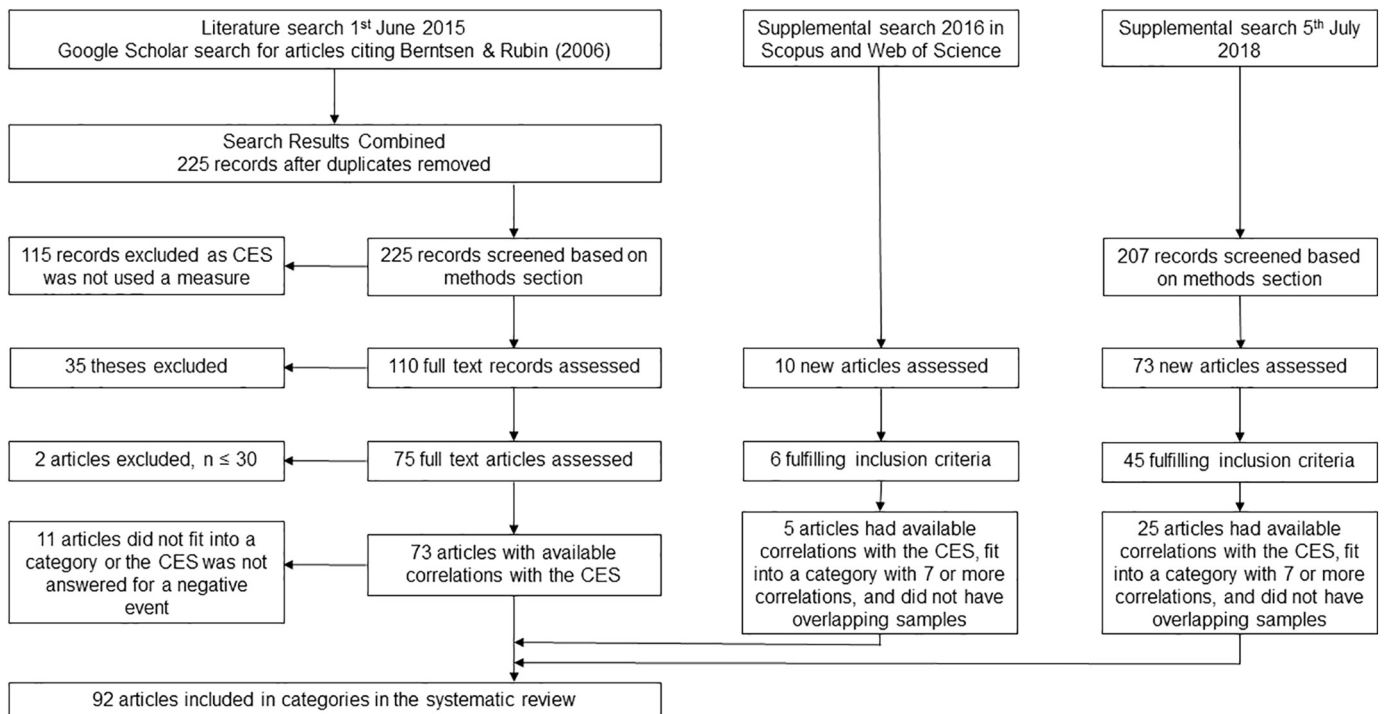 Literature search 1st June 2015
Google Scholar search for articles citing Berntsen & Rubin (2006)
Supplemental search 2016 in
Scopus and Web of Science
Supplemental search 5th July
2018
Search Results Combined
225 records after duplicates removed
115 records excluded as CES
was not used a measure
225 records screened based on
methods section
207 records screened based
on methods section
35 theses excluded
110 full text records assessed
10 new articles assessed
73 new articles assessed
2 articles excluded, n ≤ 30
75 full text articles assessed
6 fulfilling inclusion criteria
45 fulfilling inclusion criteria
11 articles did not fit into a
category or the CES was not
answered for a negative
event
73 articles with available
correlations with the CES
5 articles had available
correlations with the CES, fit
into a category with 7 or more
correlations, and did not have
overlapping samples
25 articles had available
correlations with the CES, fit
into a category with 7 or more
correlations, and did not have
overlapping samples
92 articles included in categories in the systematic review